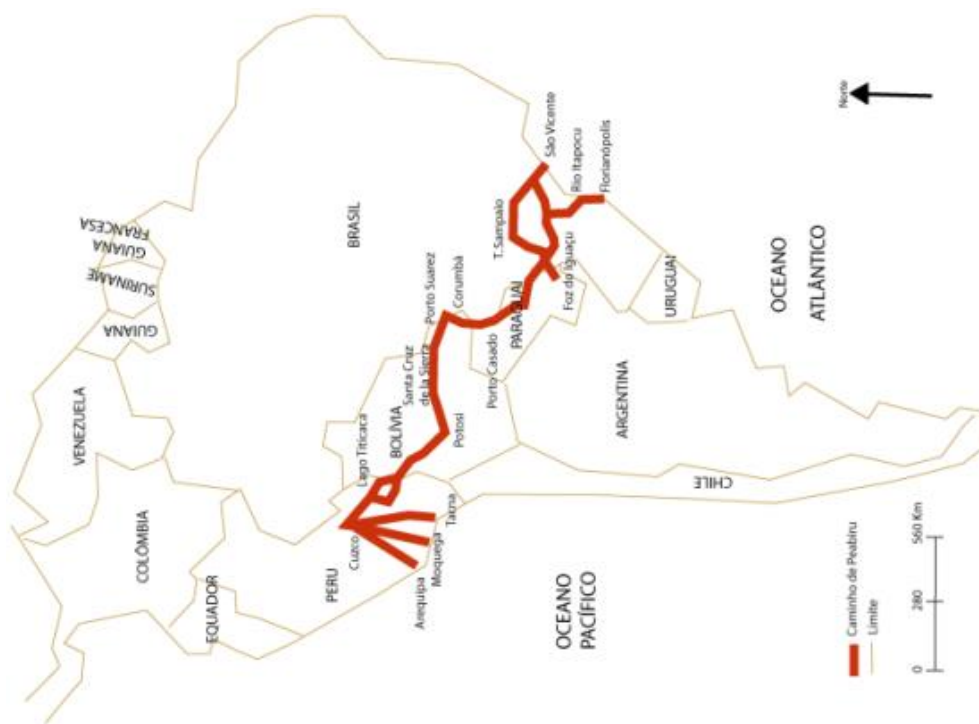 VENEZUELA
GUIANA
SURINAME
GUIANA
FRANCESA
COLÔMBIA
EQUADOR
PERU
BRASIL
Cuzco
Lago Titicaca
BOLÍVIA
Santa Cruz
de la Sierra
Porto Suarez
Corumbá
T.Sampaio
São Vicente
Rio Itapocu
Florianópolis
Foz do Iguaçu
PARAGUAI
Porto Casado
Potosí
Arequipa
Moquega
Takna
CHILE
ARGENTINA
URUGUAI
OCEANO
PACÍFICO
OCEANO
ATLÂNTICO
Norte
Caminho de Peabiru
Limite
0 280 560 Km